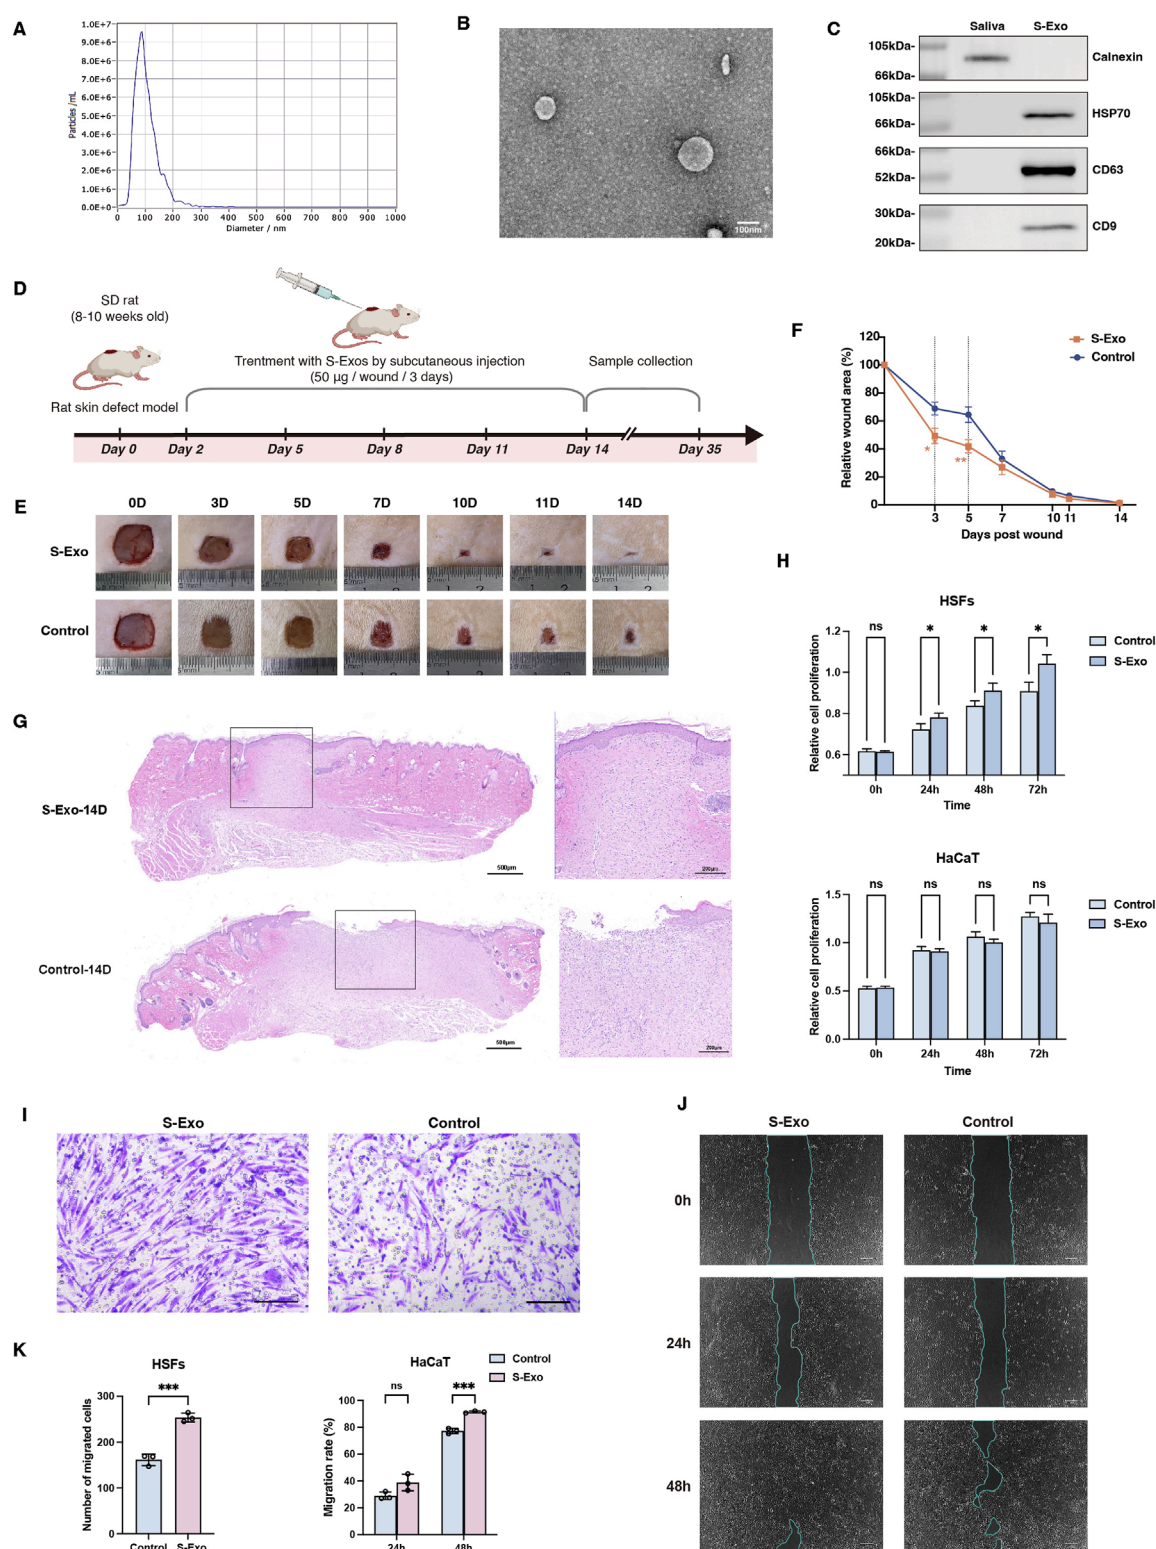 A
1.0E+7
9.0E+6
8.0E+6
7.0E+6
6.0E+6
5.0E+6
4.0E+6
3.0E+6
2.0E+6
1.0E+6
0.0E+0
Particles /mL
0 100 200 300 400 500 600 700 800 900 1000
Diameter / nm
B
100nm
C
Saliva S-Exo
105kDa-
66kDa-
Calnexin
105kDa-
66kDa-
HSP70
66kDa-
52kDa-
CD63
30kDa-
20kDa-
CD9
D
SD rat
(8-10 weeks old)
Trentment with S-Exos by subcutaneous injection
(50 μg / wound / 3 days)
Sample collection
Rat skin defect model
Day 0 Day 2 Day 5 Day 8 Day 11 Day 14 Day 35
E
0D 3D 5D 7D 10D 11D 14D
S-Exo
Control
F
S-Exo
Control
Relative wound area (%)
120
100
80
60
40
20
0
*
**
3 5 7 10 11 14
Days post wound
G
S-Exo-14D
500μm
200μm
Control-14D
500μm
200μm
H
HSFs
Control
S-Exo
Relative cell proliferation
1.2
1.0
0.8
0.6
ns * * *
0h 24h 48h 72h
Time
HaCaT
Control
S-Exo
Relative cell proliferation
1.5
1.0
0.5
0.0
ns ns ns ns
0h 24h 48h 72h
Time
I
S-Exo Control
J
S-Exo Control
0h
24h
48h
K
HSFs
Number of migrated cells
300
200
100
0
***
Control S-Exo
HaCaT
Control
S-Exo
Migration rate (%)
100
80
60
40
20
0
ns ***
24h 48h